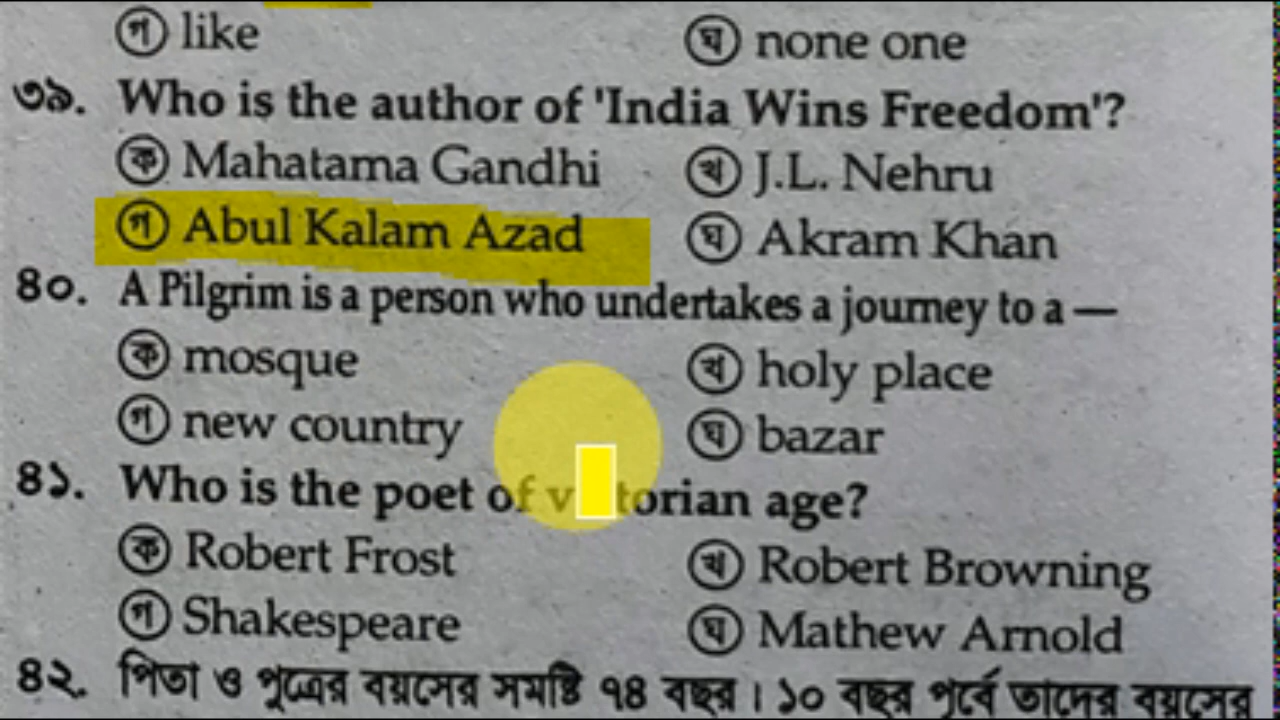 গ like ঘ none one
৩৯. Who is the author of 'India Wins Freedom'?
ক Mahatama Gandhi খ J.L. Nehru
গ Abul Kalam Azad ঘ Akram Khan
৪০. A Pilgrim is a person who undertakes a journey to a —
ক mosque খ holy place
গ new country ঘ bazar
৪১. Who is the poet of v torian age?
ক Robert Frost খ Robert Browning
গ Shakespeare ঘ Mathew Arnold
৪২. পিতা ও পুত্রের বয়সের সমষ্টি ৭৪ বছর। ১০ বছর পূর্বে তাদের বয়সের